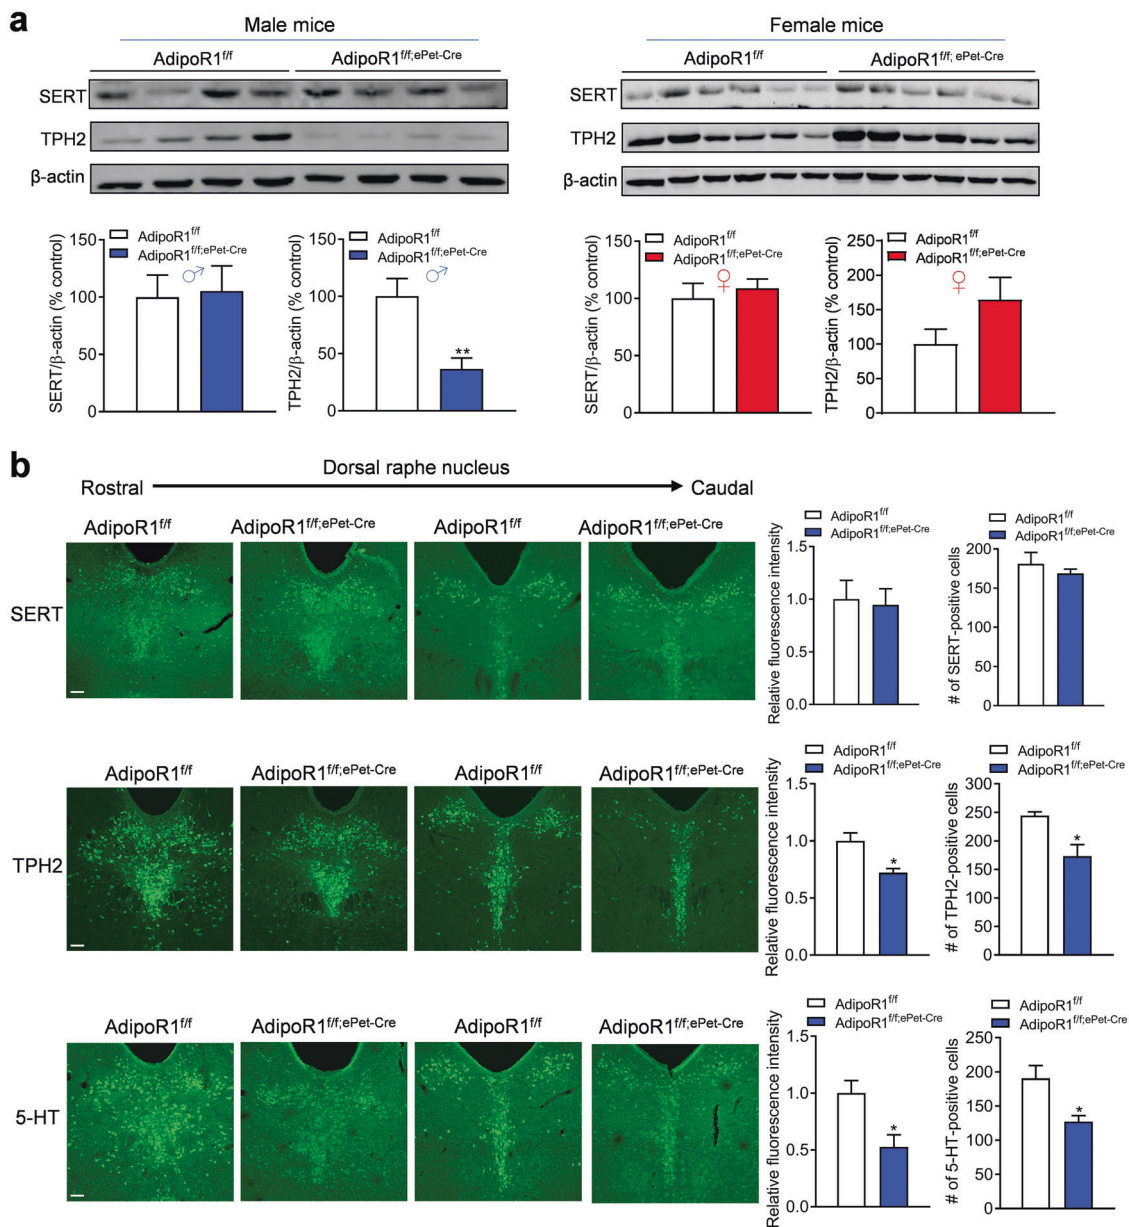 a
Male mice
Female mice
AdipoR1f/f
AdipoR1f/f;ePet-Cre
AdipoR1f/f
AdipoR1f/f; ePet-Cre
SERT
TPH2
β-actin
SERT
TPH2
β-actin
SERT/β-actin (% control)
150
100
50
0
AdipoR1f/f
AdipoR1f/f;ePet-Cre
♂
TPH2/β-actin (% control)
150
100
50
0
AdipoR1f/f
AdipoR1f/f;ePet-Cre
♂
**
SERT/β-actin (% control)
150
100
50
0
AdipoR1f/f
AdipoR1f/f;ePet-Cre
♀
TPH2/β-actin (% control)
250
200
150
100
50
0
AdipoR1f/f
AdipoR1f/f;ePet-Cre
♀
b
Dorsal raphe nucleus
Rostral
Caudal
AdipoR1f/f
AdipoR1f/f;ePet-Cre
AdipoR1f/f
AdipoR1f/f;ePet-Cre
SERT
Relative fluorescence intensity
1.5
1.0
0.5
0.0
AdipoR1f/f
AdipoR1f/f;ePet-Cre
# of SERT-positive cells
200
150
100
50
0
AdipoR1f/f
AdipoR1f/f;ePet-Cre
AdipoR1f/f
AdipoR1f/f;ePet-Cre
AdipoR1f/f
AdipoR1f/f;ePet-Cre
TPH2
Relative fluorescence intensity
1.5
1.0
0.5
0.0
AdipoR1f/f
AdipoR1f/f;ePet-Cre
*
# of TPH2-positive cells
300
250
200
150
100
50
0
AdipoR1f/f
AdipoR1f/f;ePet-Cre
*
AdipoR1f/f
AdipoR1f/f;ePet-Cre
AdipoR1f/f
AdipoR1f/f;ePet-Cre
5-HT
Relative fluorescence intensity
1.5
1.0
0.5
0.0
AdipoR1f/f
AdipoR1f/f;ePet-Cre
*
# of 5-HT-positive cells
250
200
150
100
50
0
AdipoR1f/f
AdipoR1f/f;ePet-Cre
*